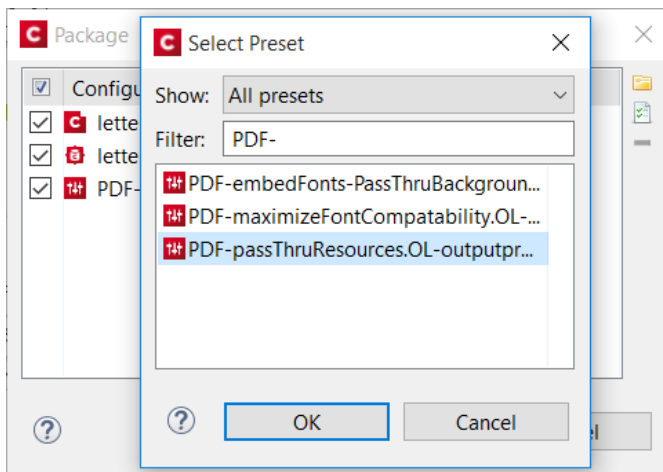 Package
Select Preset
Configu
Show: All presets
Filter: PDF-
lette
lette
PDF-
PDF-embedFonts-PassThruBackgroun...
PDF-maximizeFontCompatability.OL-...
PDF-passThruResources.OL-outputpr...
OK
Cancel
el